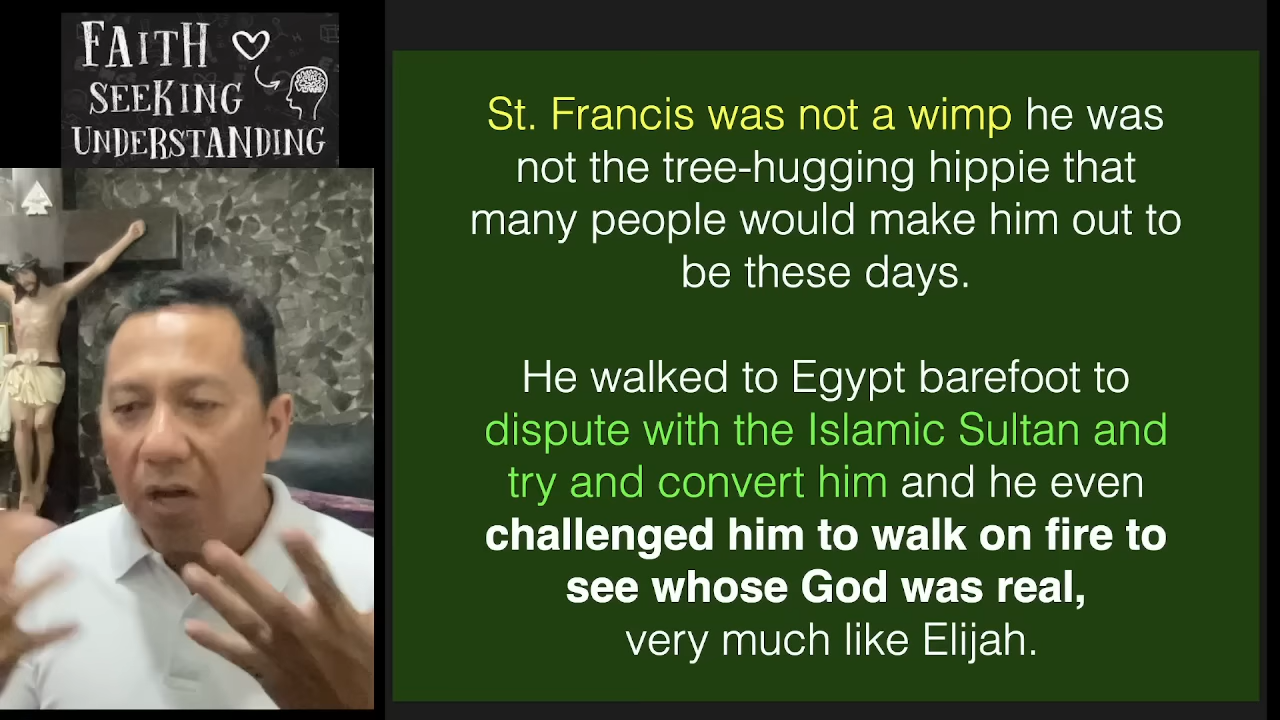 FAITH
SEEKING
UNDERSTANDING
St. Francis was not a wimp he was
not the tree-hugging hippie that
many people would make him out to
be these days.
He walked to Egypt barefoot to
dispute with the Islamic Sultan and
try and convert him and he even
challenged him to walk on fire to
see whose God was real,
very much like Elijah.